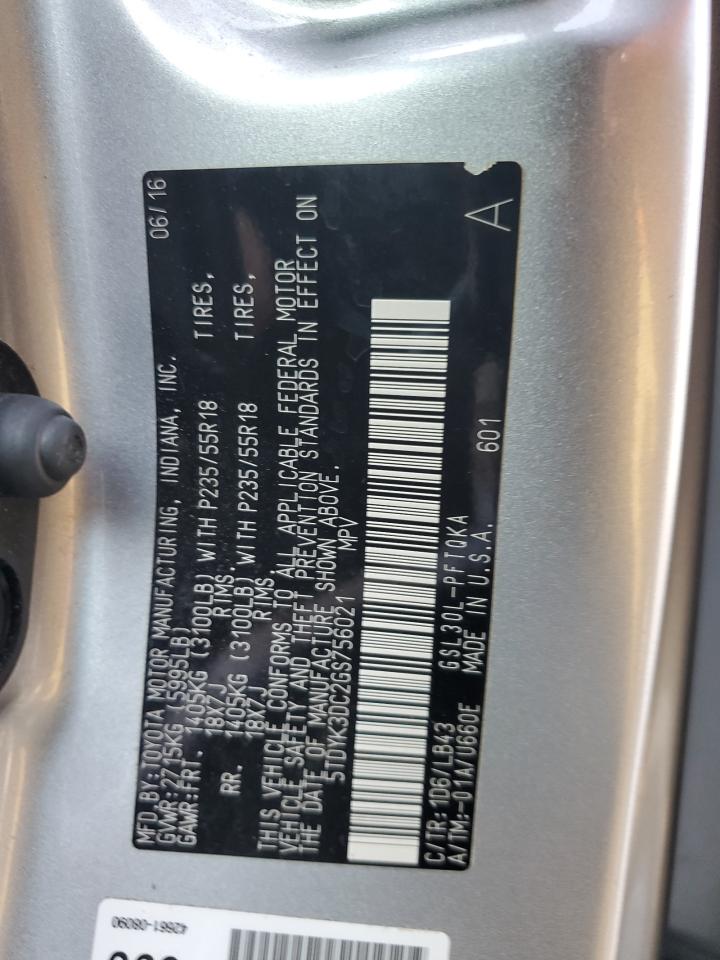 MFD BY: TOYOTA MOTOR MANUFACTURING, INDIANA, INC. 06/16
GVWR: 2715KG (5995LB)
GAWR: FRT. 1405KG (3100LB) WITH P235/55R18 TIRES,
18X7J RIMS.
RR. 1405KG (3100LB) WITH P235/55R18 TIRES,
18X7J RIMS
THIS VEHICLE CONFORMS TO ALL APPLICABLE FEDERAL MOTOR
VEHICLE SAFETY AND THEFT PREVENTION STANDARDS IN EFFECT ON
THE DATE OF MANUFACTURE SHOWN ABOVE.
5TDYK3DC2GS756021 MPV
C/TR: 1D6/LB43 GSL30L-PFTQKA
A/TM:-01A/U660E MADE IN U.S.A. 601 A
42661-08090